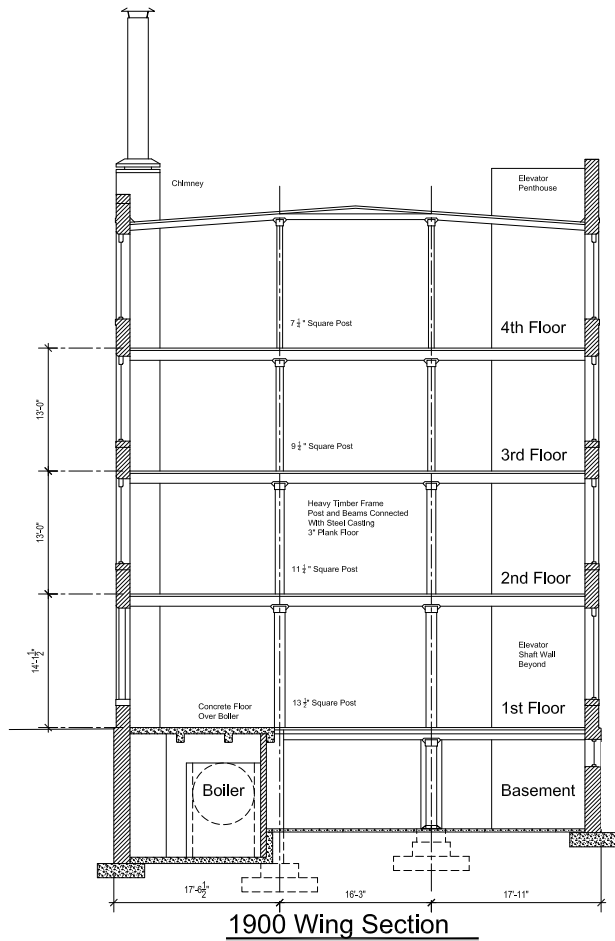 Chimney
Elevator
Penthouse
7 1/4" Square Post
4th Floor
13'-0"
9 1/4" Square Post
3rd Floor
Heavy Timber Frame
Post and Beams Connected
With Steel Casting
3" Plank Floor
13'-0"
11 1/4" Square Post
2nd Floor
14'-1 1/2"
Elevator
Shaft Wall
Beyond
Concrete Floor
Over Boiler
13 1/2" Square Post
1st Floor
Boiler
Basement
17'-6 1/2"
16'-3"
17'-11"
1900 Wing Section